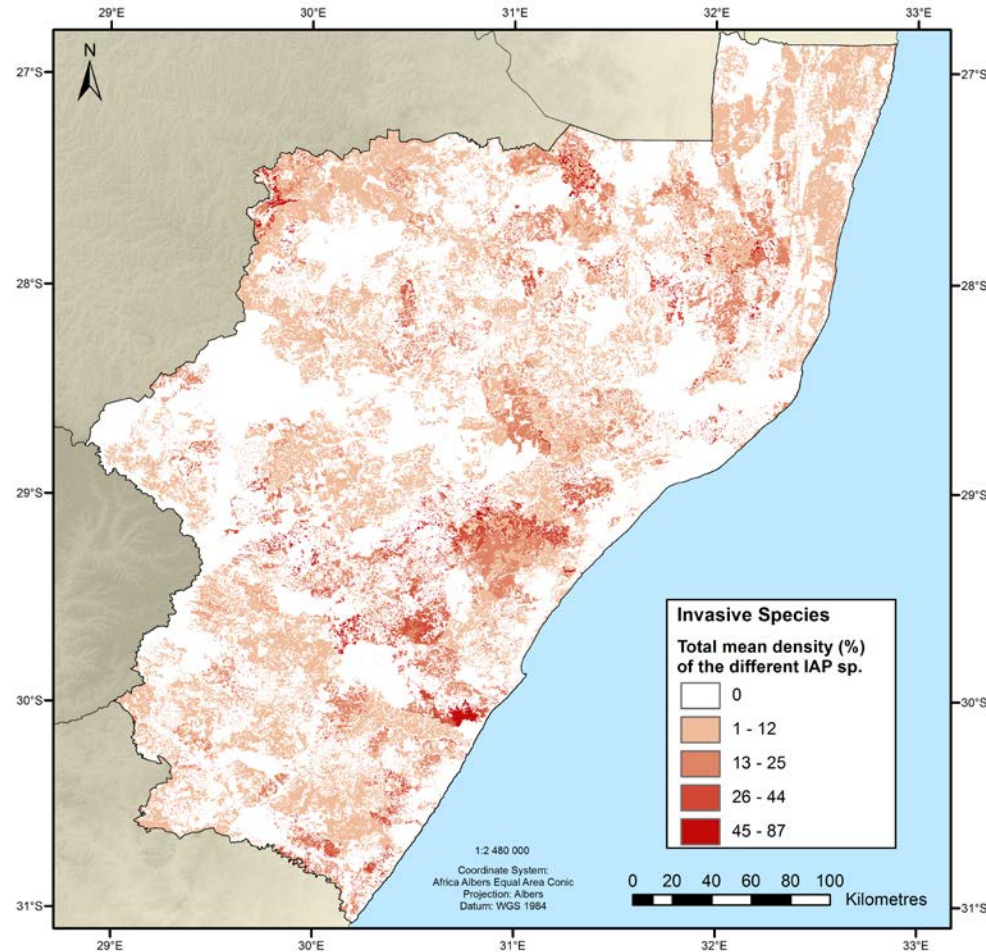 29°E 30°E 31°E 32°E 33°E
N
27°S 27°S
28°S 28°S
29°S 29°S
30°S 30°S
31°S 31°S
Invasive Species
Total mean density (%)
of the different IAP sp.
0
1 - 12
13 - 25
26 - 44
45 - 87
1:2 480 000
Coordinate System:
Africa Albers Equal Area Conic
Projection: Albers
Datum: WGS 1984
0 20 40 60 80 100
Kilometres
29°E 30°E 31°E 32°E 33°E